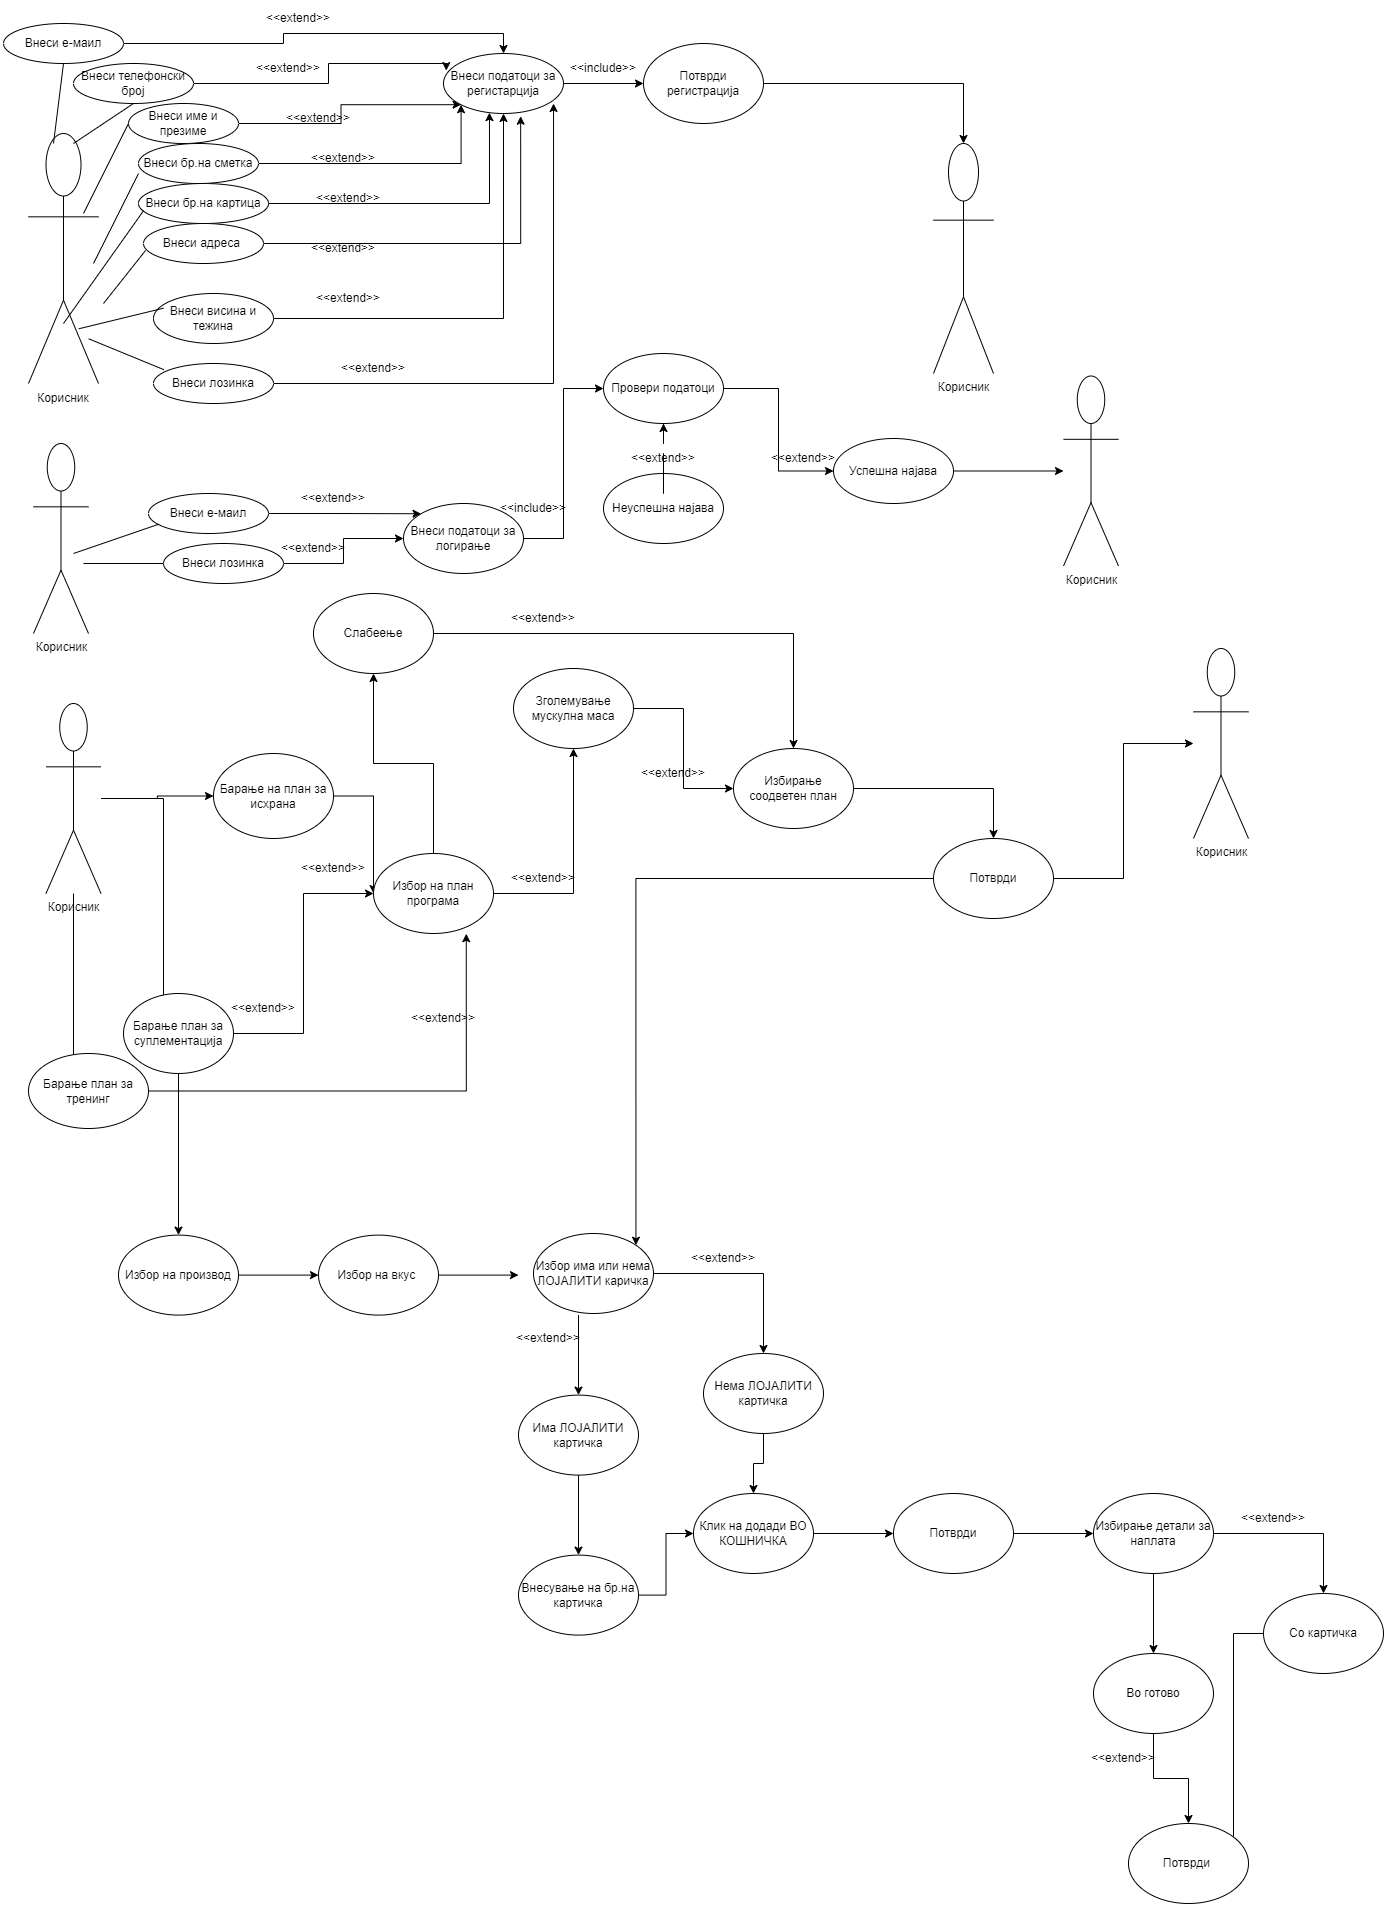 <<extend>>
Внеси е-маил
<<extend>>
Внеси телефонски
број
Внеси податоци за
регистарција
<<include>>
Потврди
регистрација
Внеси име и
презиме
<<extend>>
Внеси бр.на сметка
<<extend>>
Внеси бр.на картица
<<extend>>
Внеси адреса
<<extend>>
<<extend>>
Внеси висина и
тежина
<<extend>>
Внеси лозинка
Корисник
Корисник
Провери податоци
<<extend>>
<<extend>>
Успешна најава
Неуспешна најава
<<extend>>
Внеси е-маил
<<include>>
Внеси податоци за
логирање
<<extend>>
Внеси лозинка
Корисник
Корисник
<<extend>>
Слабеење
Зголемување
мускулна маса
<<extend>>
Избирање
соодветен план
Барање на план за
исхрана
Корисник
<<extend>>
Избор на план
програма
<<extend>>
Потврди
Корисник
<<extend>>
<<extend>>
Барање план за
суплементација
Барање план за
тренинг
Избор на производ
Избор на вкус
Избор има или нема
ЛОЈАЛИТИ каричка
<<extend>>
<<extend>>
Нема ЛОЈАЛИТИ
картичка
Има ЛОЈАЛИТИ
картичка
Клик на додади ВО
КОШНИЧКА
Потврди
Избирање детали за
наплата
<<extend>>
Внесување на бр.на
картичка
Со картичка
Во готово
<<extend>>
Потврди